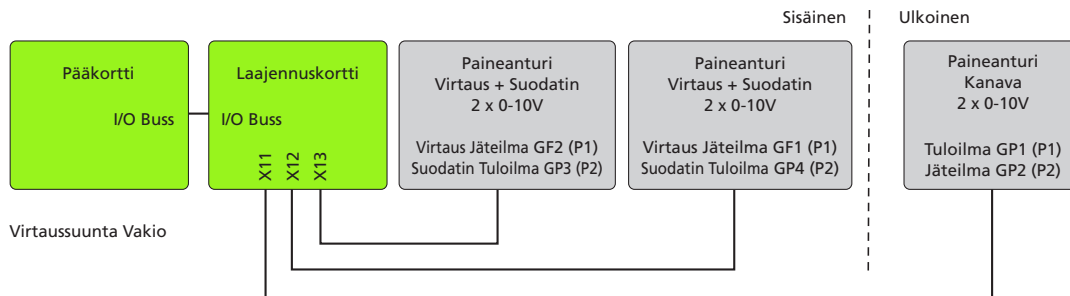 Sisäinen
Ulkoinen
Pääkortti
I/O Buss
Laajennuskortti
I/O Buss
X11
X12
X13
Paineanturi
Virtaus + Suodatin
2 x 0-10V
Virtaus Jäteilma GF2 (P1)
Suodatin Tuloilma GP3 (P2)
Paineanturi
Virtaus + Suodatin
2 x 0-10V
Virtaus Jäteilma GF1 (P1)
Suodatin Tuloilma GP4 (P2)
Paineanturi
Kanava
2 x 0-10V
Tuloilma GP1 (P1)
Jäteilma GP2 (P2)
Virtaussuunta Vakio